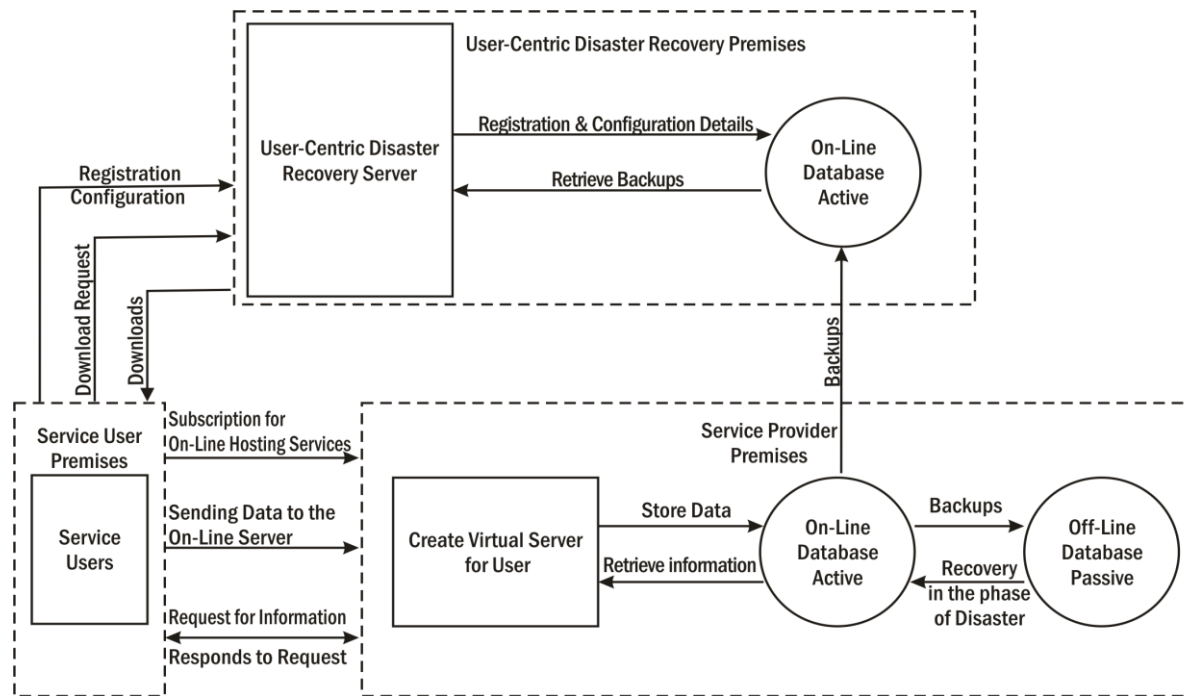 User-Centric Disaster Recovery Premises
User-Centric Disaster
Recovery Server
Registration & Configuration Details
Retrieve Backups
On-Line
Database
Active
Registration
Configuration
Download Request
Downloads
Backups
Service User
Premises
Service
Users
Subscription for
On-Line Hosting Services
Sending Data to the
On-Line Server
Request for Information
Responds to Request
Service Provider
Premises
Create Virtual Server
for User
Store Data
Retrieve information
On-Line
Database
Active
Backups
Recovery
in the phase
of Disaster
Off-Line
Database
Passive